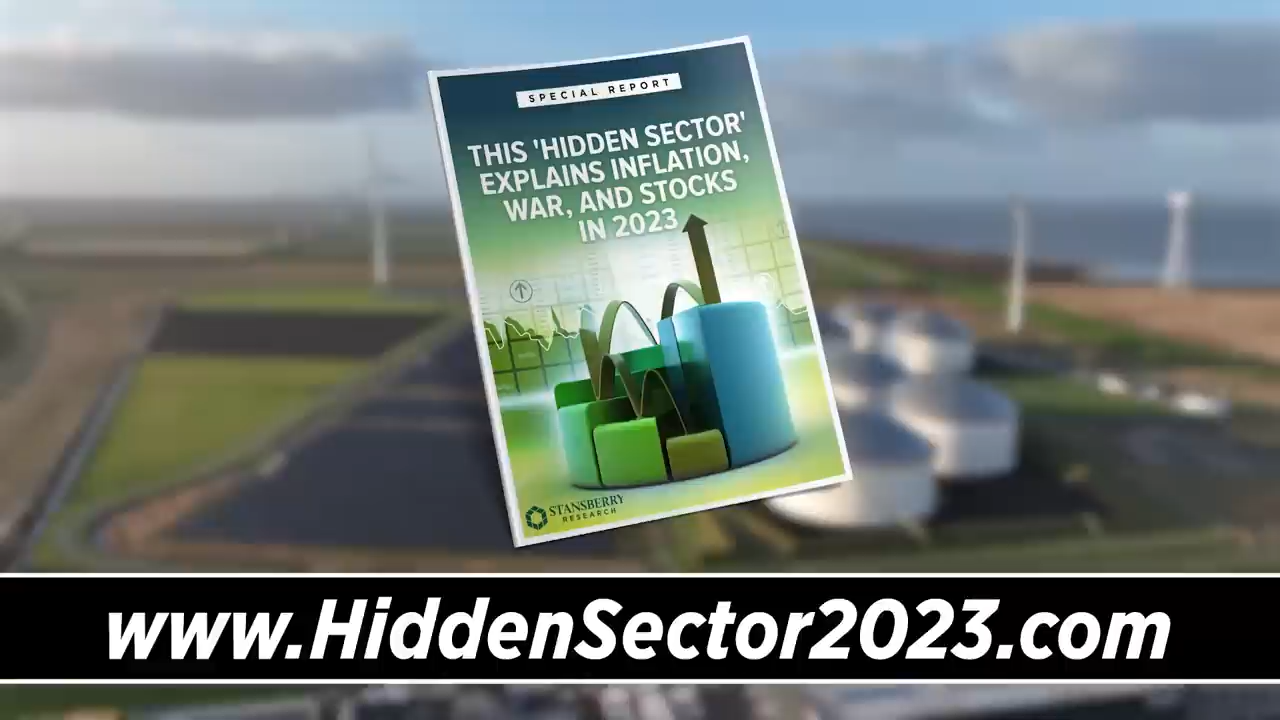 SPECIAL REPORT
THIS 'HIDDEN SECTOR'
EXPLAINS INFLATION,
WAR, AND STOCKS
IN 2023
STANSBERRY
RESEARCH
www.HiddenSector2023.com